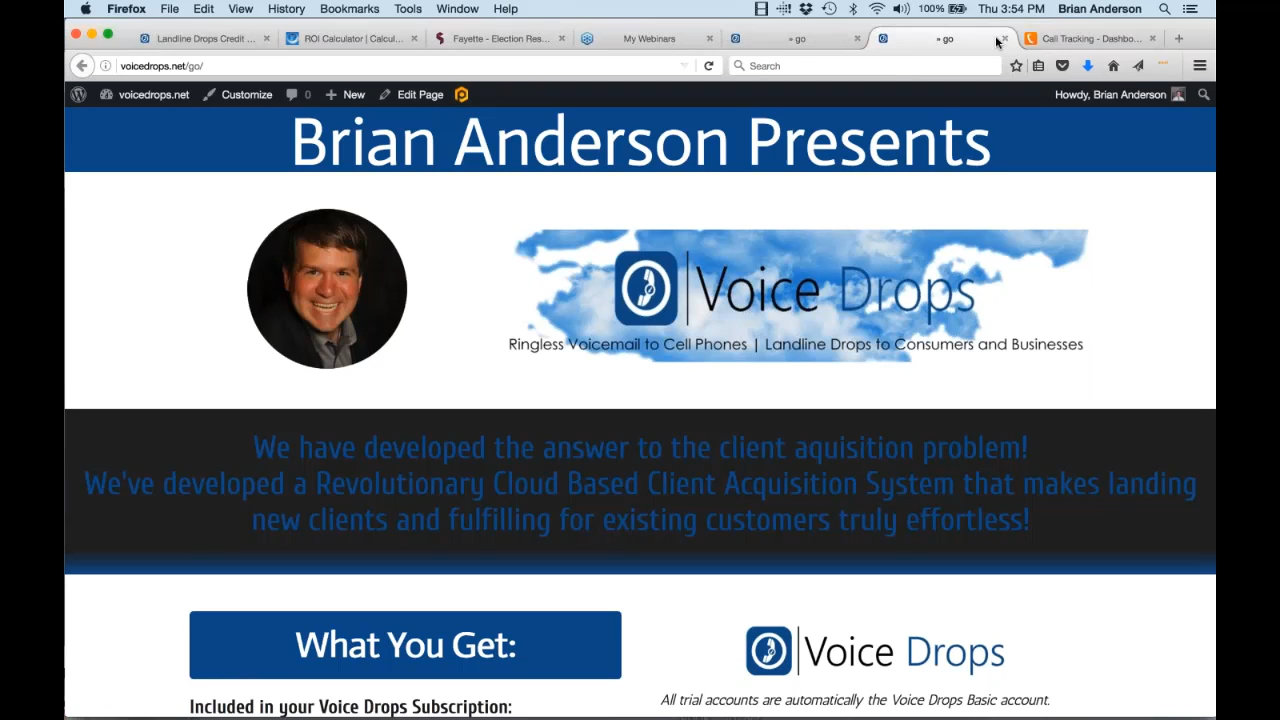 Firefox File Edit View History Bookmarks Tools Window Help 100% Thu 3:54 PM Brian Anderson
Landline Drops Credit ... ROI Calculator | Calcul... Fayette - Election Res... My Webinars » go » go Call Tracking - Dashbo...
voicedrops.net/go/ Search
voicedrops.net Customize 0 New Edit Page Howdy, Brian Anderson
Brian Anderson Presents
Voice Drops
Ringless Voicemail to Cell Phones | Landline Drops to Consumers and Businesses
We have developed the answer to the client aquisition problem!
We've developed a Revolutionary Cloud Based Client Acquisition System that makes landing
new clients and fulfilling for existing customers truly effortless!
What You Get:
Voice Drops
Included in your Voice Drops Subscription:
All trial accounts are automatically the Voice Drops Basic account.